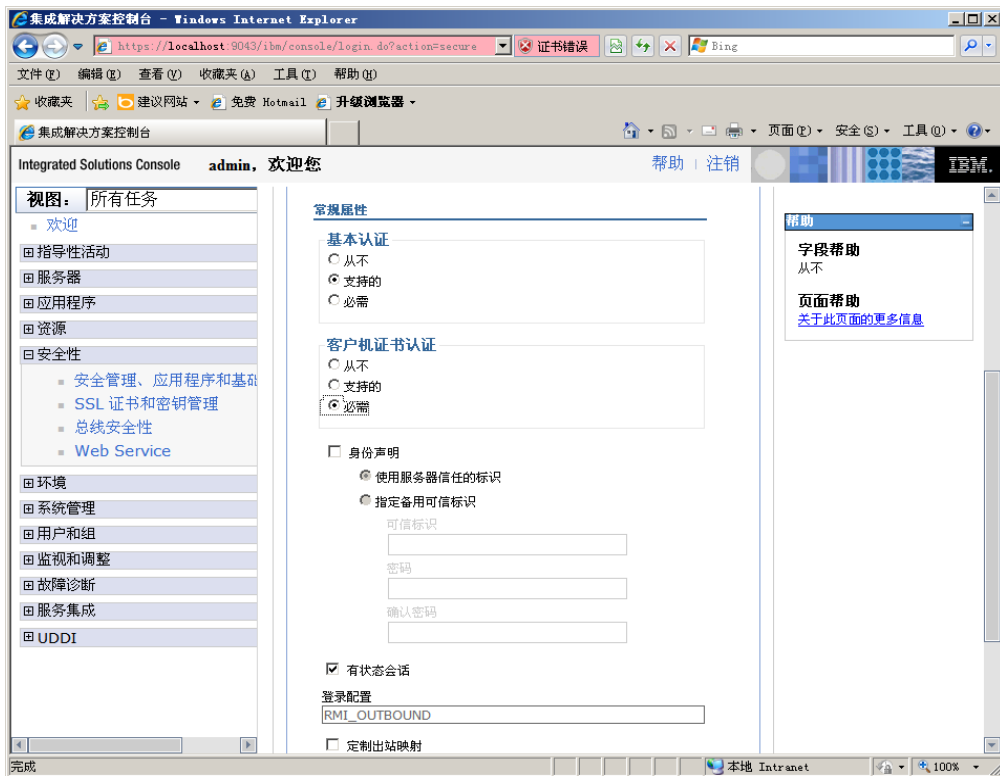 集成解决方案控制台 - Windows Internet Explorer
https://localhost:9043/ibm/console/login.do?action=secure 证书错误 Bing
文件(F) 编辑(E) 查看(V) 收藏夹(A) 工具(T) 帮助(H)
收藏夹 建议网站 免费 Hotmail 升级浏览器
集成解决方案控制台 页面(P) 安全(S) 工具(O)
Integrated Solutions Console admin，欢迎您 帮助 | 注销 IBM.
视图： 所有任务
欢迎
指导性活动
服务器
应用程序
资源
安全性
安全管理、应用程序和基础
SSL 证书和密钥管理
总线安全性
Web Service
环境
系统管理
用户和组
监视和调整
故障诊断
服务集成
UDDI
常规属性
基本认证
从不
支持的
必需
客户机证书认证
从不
支持的
必需
身份声明
使用服务器信任的标识
指定备用可信标识
可信标识
密码
确认密码
有状态会话
登录配置
RMI_OUTBOUND
定制出站映射
帮助
字段帮助
从不
页面帮助
关于此页面的更多信息
完成 本地 Intranet 100%